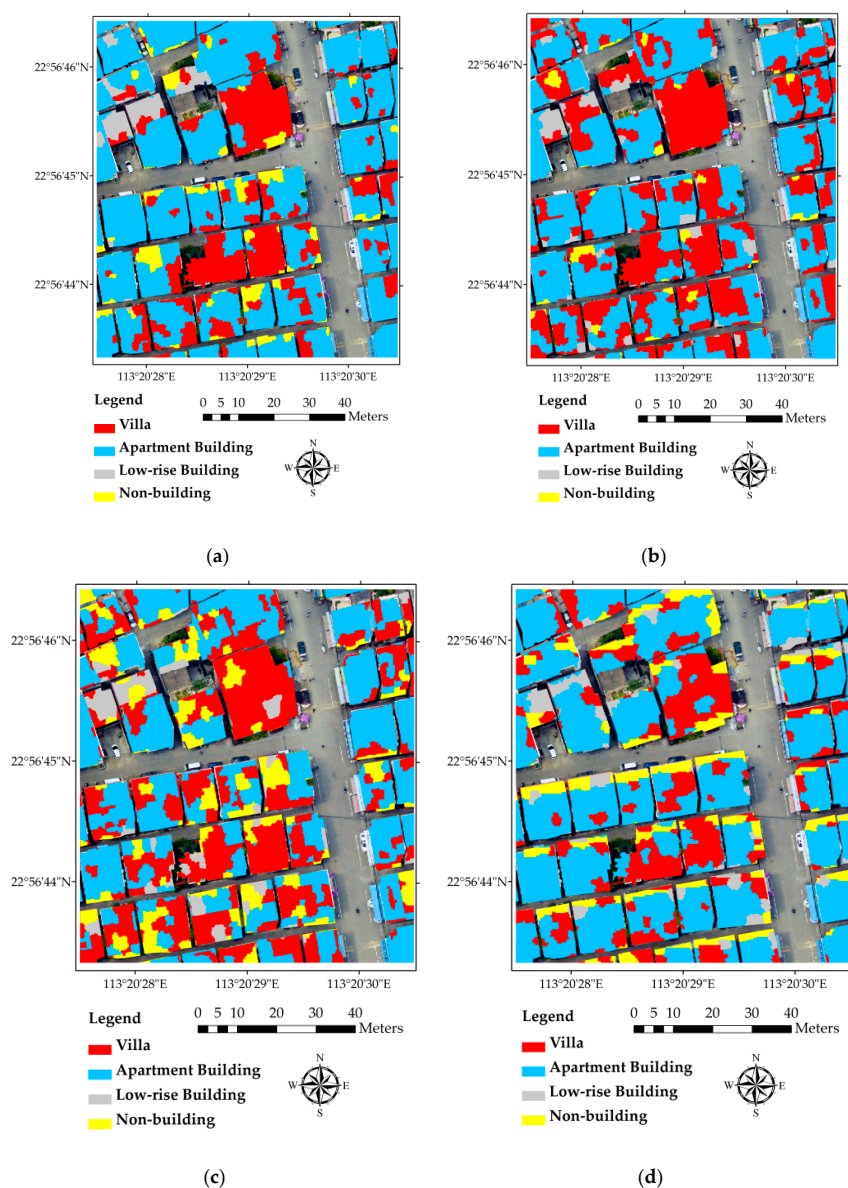 22°56'46"N
22°56'45"N
22°56'44"N
113°20'28"E 113°20'29"E 113°20'30"E
Legend
Villa
Apartment Building
Low-rise Building
Non-building
0 5 10 20 30 40
Meters
N
W E
S
(a)
22°56'46"N
22°56'45"N
22°56'44"N
113°20'28"E 113°20'29"E 113°20'30"E
Legend
Villa
Apartment Building
Low-rise Building
Non-building
0 5 10 20 30 40
Meters
N
W E
S
(b)
22°56'46"N
22°56'45"N
22°56'44"N
113°20'28"E 113°20'29"E 113°20'30"E
Legend
Villa
Apartment Building
Low-rise Building
Non-building
0 5 10 20 30 40
Meters
N
W E
S
(c)
22°56'46"N
22°56'45"N
22°56'44"N
113°20'28"E 113°20'29"E 113°20'30"E
Legend
Villa
Apartment Building
Low-rise Building
Non-building
0 5 10 20 30 40
Meters
N
W E
S
(d)